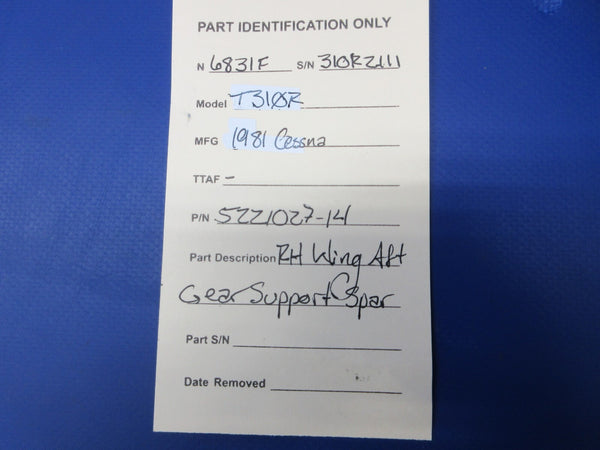 PART IDENTIFICATION ONLY
N 6831F S/N 310R2111
Model T310R
MFG 1981 Cessna
TTAF -
P/N 5221027-14
Part Description RH Wing Aft
Gear Support Spar
Part S/N
Date Removed